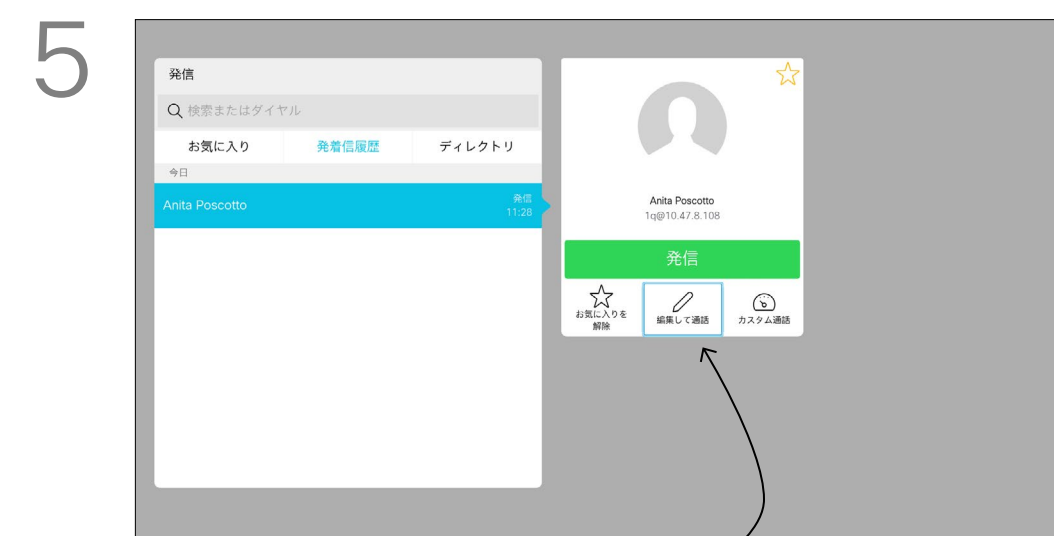 5
発信
検索またはダイヤル
お気に入り 発着信履歴 ディレクトリ
今日
Anita Poscotto
発信
11:28
Anita Poscotto
1q@10.47.8.108
発信
お気に入りを
解除
編集して通話
カスタム通話